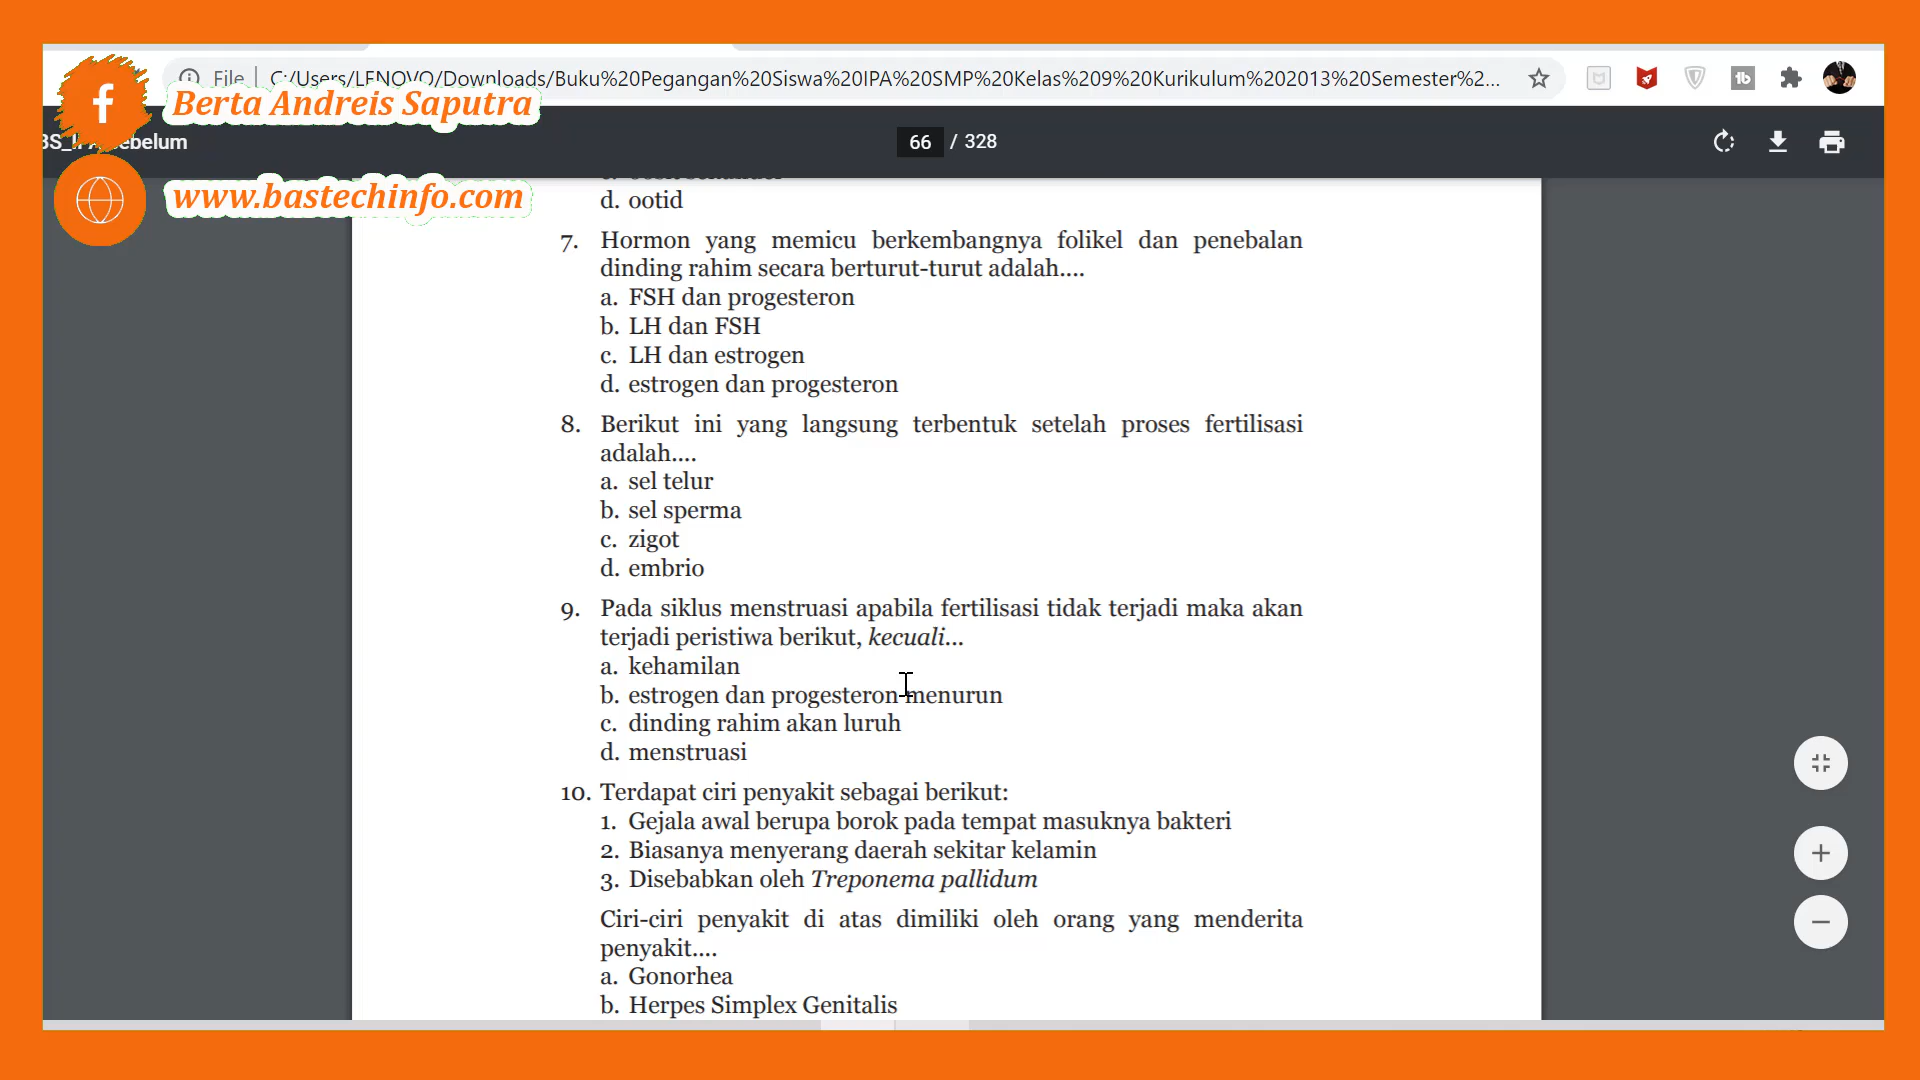 File | C:/Users/LENOVO/Downloads/Buku%20Pegangan%20Siswa%20IPA%20SMP%20Kelas%209%20Kurikulum%202013%20Semester%2...
Berta Andreis Saputra
66 / 328
www.bastechinfo.com
d. ootid
7. Hormon yang memicu berkembangnya folikel dan penebalan
dinding rahim secara berturut-turut adalah....
a. FSH dan progesteron
b. LH dan FSH
c. LH dan estrogen
d. estrogen dan progesteron
8. Berikut ini yang langsung terbentuk setelah proses fertilisasi
adalah....
a. sel telur
b. sel sperma
c. zigot
d. embrio
9. Pada siklus menstruasi apabila fertilisasi tidak terjadi maka akan
terjadi peristiwa berikut, kecuali...
a. kehamilan
b. estrogen dan progesteron menurun
c. dinding rahim akan luruh
d. menstruasi
10. Terdapat ciri penyakit sebagai berikut:
1. Gejala awal berupa borok pada tempat masuknya bakteri
2. Biasanya menyerang daerah sekitar kelamin
3. Disebabkan oleh Treponema pallidum
Ciri-ciri penyakit di atas dimiliki oleh orang yang menderita
penyakit....
a. Gonorhea
b. Herpes Simplex Genitalis